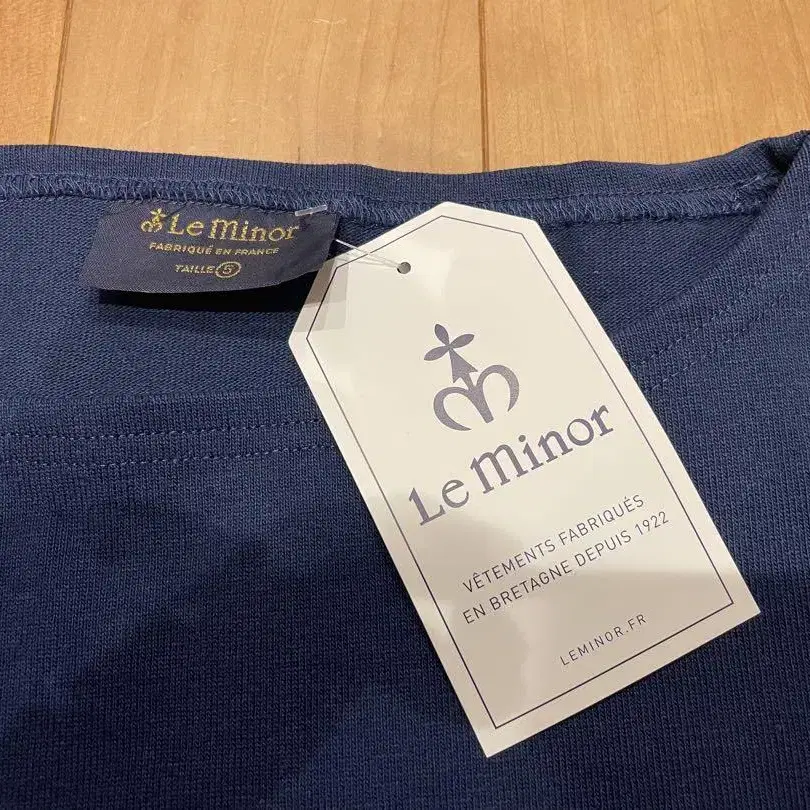 Le Minor
FABRIQUÉ EN FRANCE
TAILLE 5
Le Minor
VÊTEMENTS FABRIQUÉS
EN BRETAGNE DEPUIS 1922
LEMINOR.FR